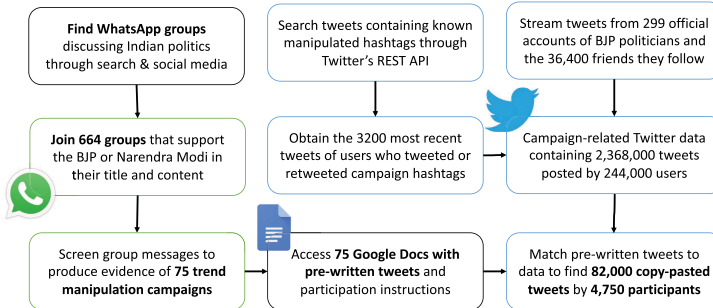 Find WhatsApp groups
discussing Indian politics
through search & social media
Search tweets containing known
manipulated hashtags through
Twitter's REST API
Stream tweets from 299 official
accounts of BJP politicians and
the 36,400 friends they follow
Join 664 groups that support
the BJP or Narendra Modi in
their title and content
Obtain the 3200 most recent
tweets of users who tweeted or
retweeted campaign hashtags
Campaign-related Twitter data
containing 2,368,000 tweets
posted by 244,000 users
Screen group messages to
produce evidence of 75 trend
manipulation campaigns
Access 75 Google Docs with
pre-written tweets and
participation instructions
Match pre-written tweets to
data to find 82,000 copy-pasted
tweets by 4,750 participants